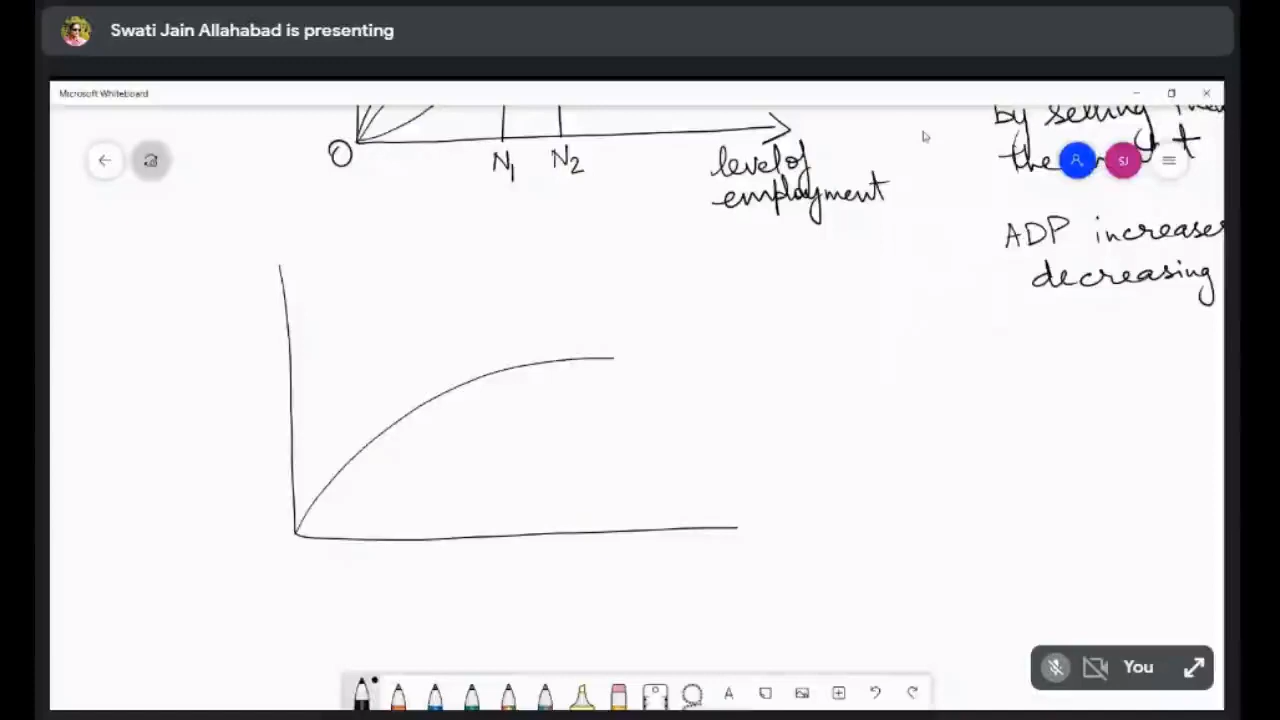 Swati Jain Allahabad is presenting
Microsoft Whiteboard
by selling
the
O
N1 N2
level of
employment
SJ
ADP increases
decreasing
You
A